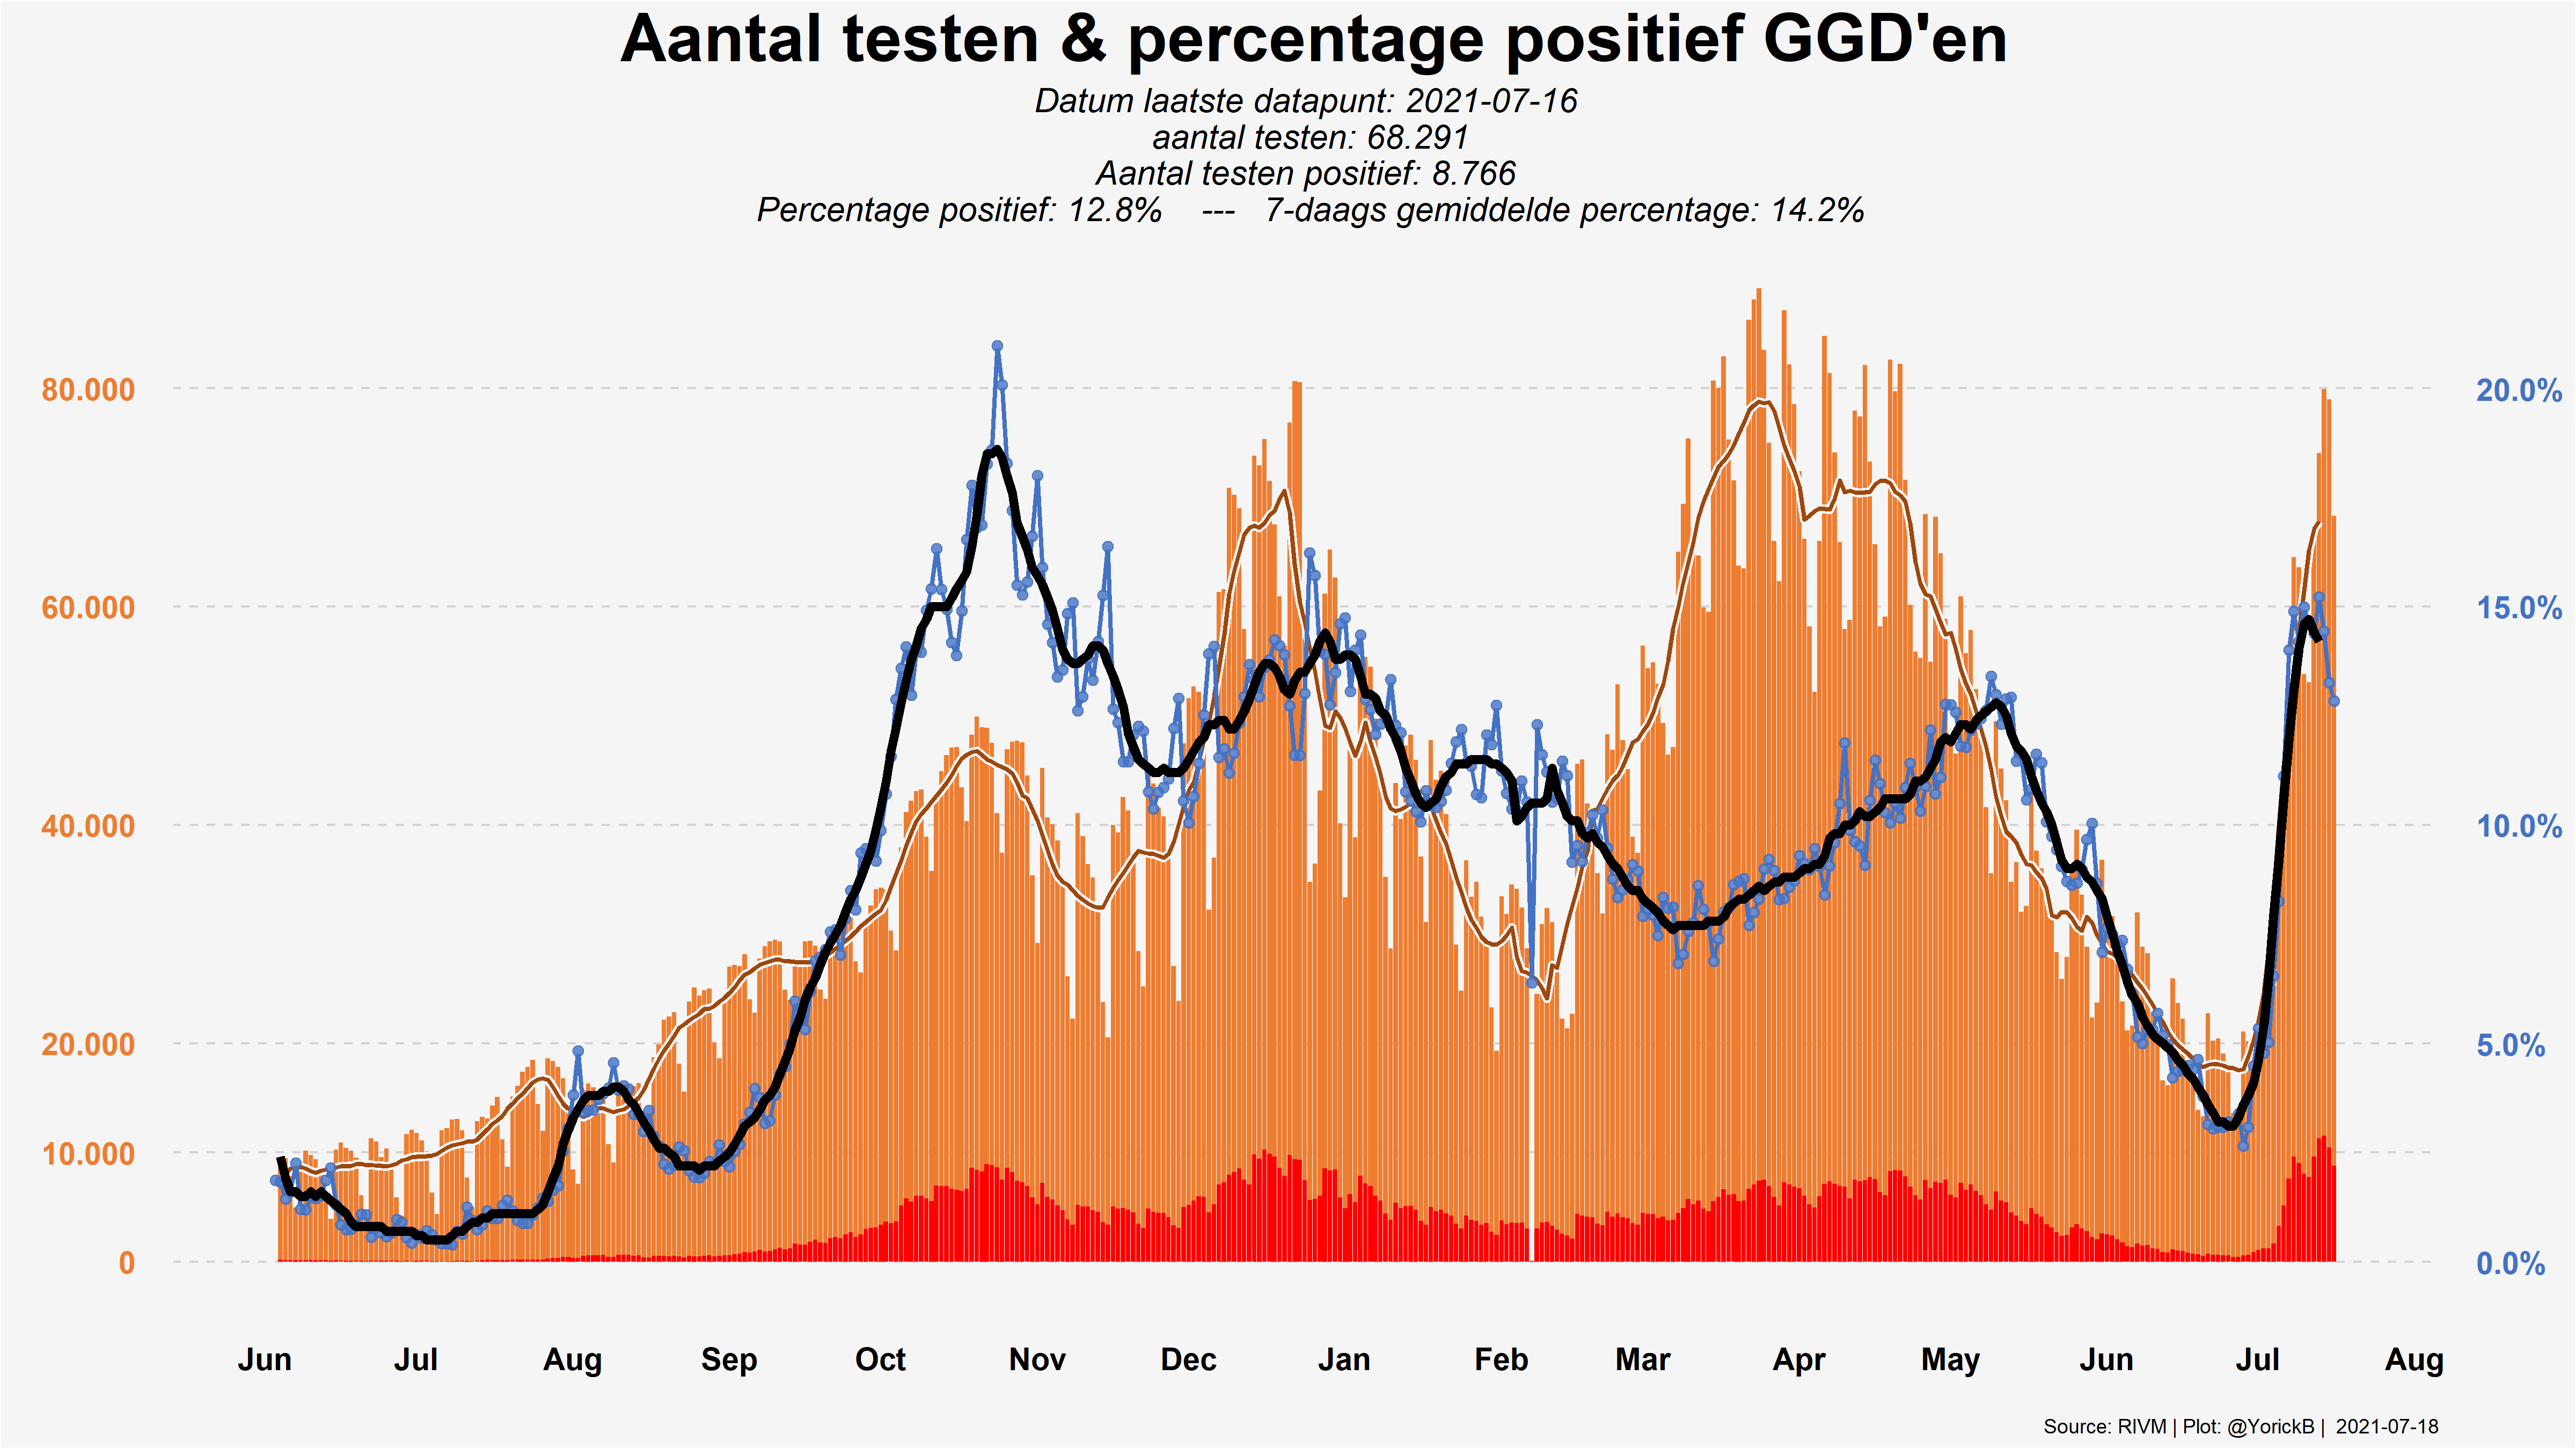 Aantal testen & percentage positief GGD'en
Datum laatste datapunt: 2021-07-16
aantal testen: 68.291
Aantal testen positief: 8.766
Percentage positief: 12.8% --- 7-daags gemiddelde percentage: 14.2%
80.000 20.0%
60.000 15.0%
40.000 10.0%
20.000 5.0%
10.000
0 0.0%
Jun Jul Aug Sep Oct Nov Dec Jan Feb Mar Apr May Jun Jul Aug
Source: RIVM | Plot: @YorickB | 2021-07-18